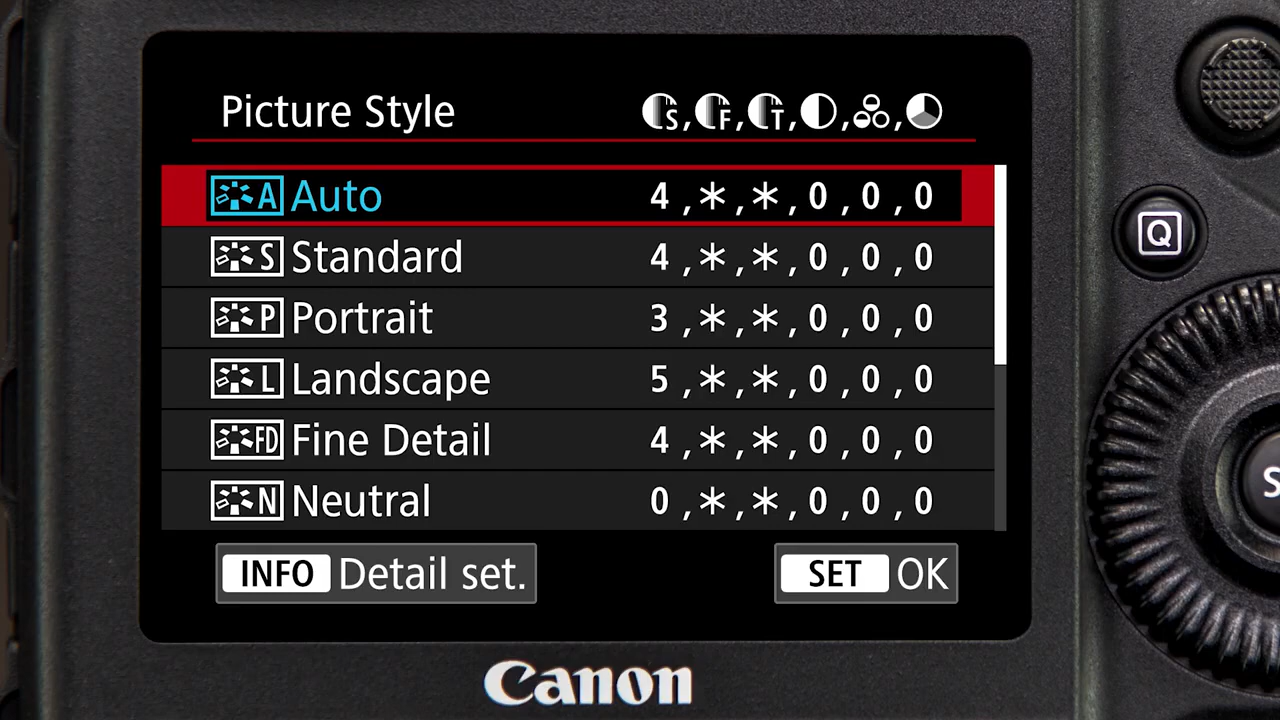 Picture Style S, F, T, , ,
A Auto 4 , * , * , 0 , 0 , 0
S Standard 4 , * , * , 0 , 0 , 0
P Portrait 3 , * , * , 0 , 0 , 0
L Landscape 5 , * , * , 0 , 0 , 0
FD Fine Detail 4 , * , * , 0 , 0 , 0
N Neutral 0 , * , * , 0 , 0 , 0
INFO Detail set. SET OK
Canon
Q